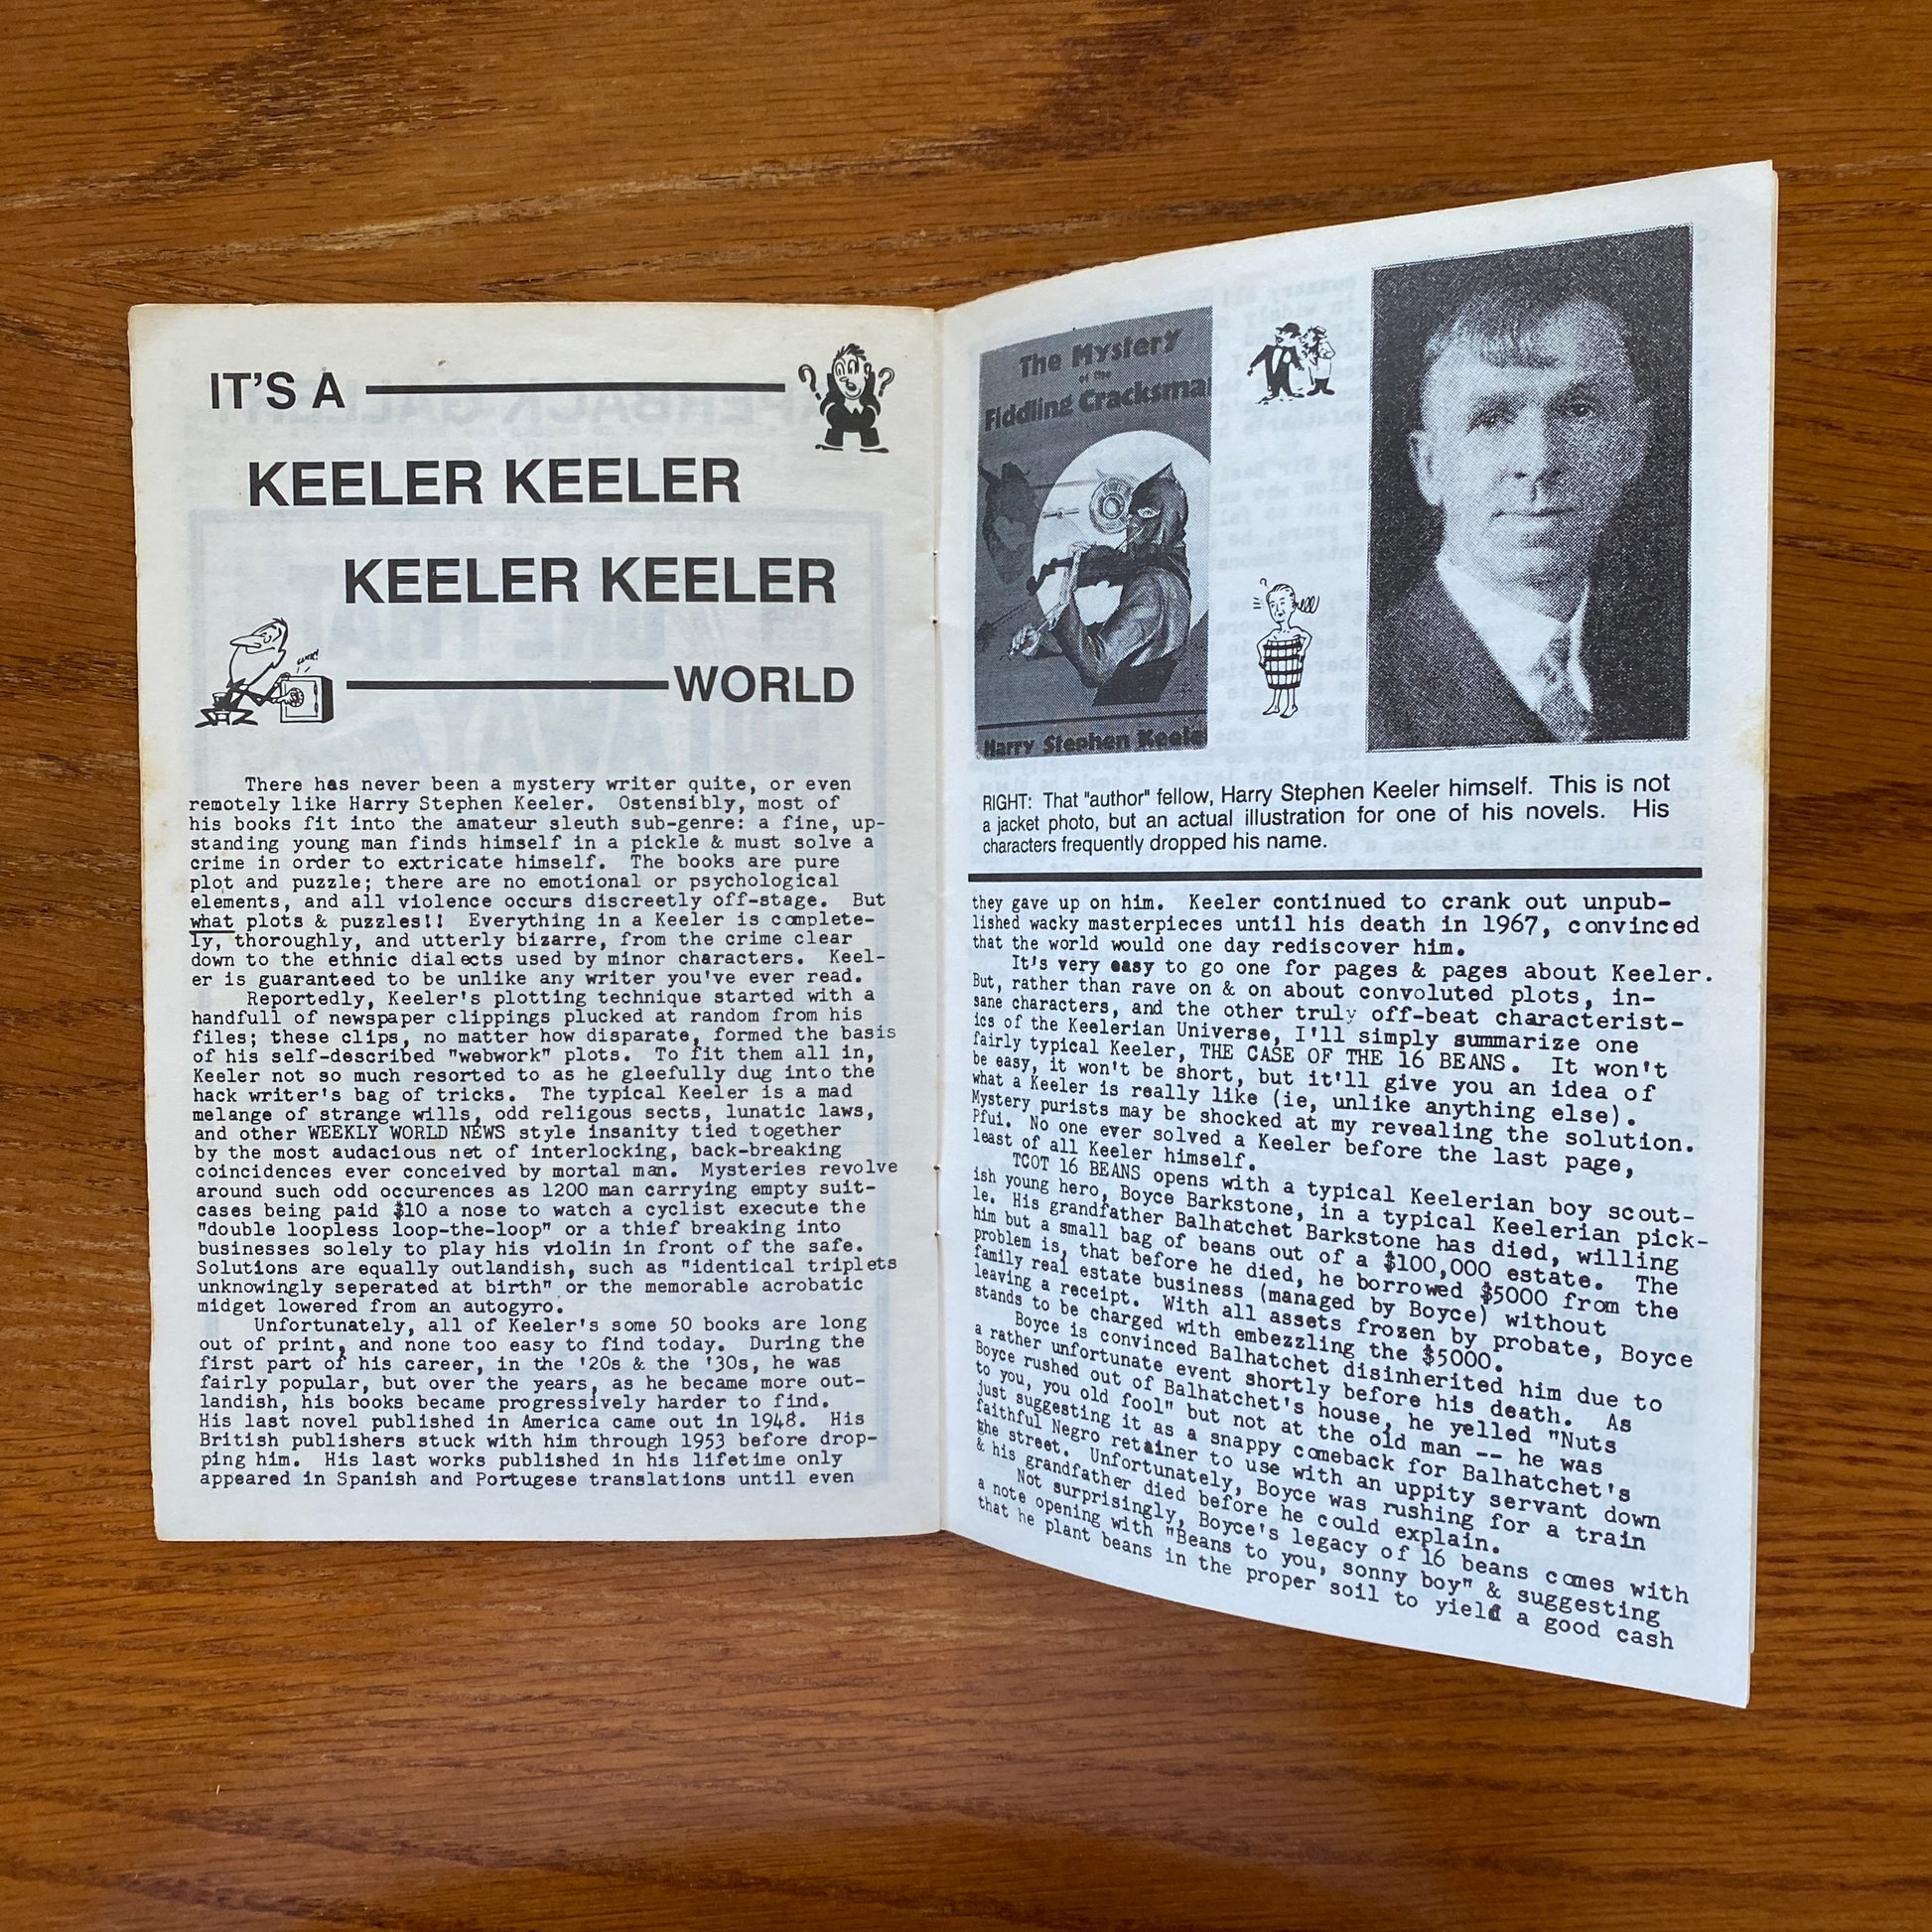 IT'S A
KEELER KEELER
KEELER KEELER
WORLD
There has never been a mystery writer quite, or even
remotely like Harry Stephen Keeler. Ostensibly, most of
his books fit into the amateur sleuth sub-genre: a fine, up-
standing young man finds himself in a pickle & must solve a
crime in order to extricate himself. The books are pure
plot and puzzle; there are no emotional or psychological
elements, and all violence occurs discreetly off-stage. But
what plots & puzzles!! Everything in a Keeler is complete-
ly, thoroughly, and utterly bizarre, from the crime clear
down to the ethnic dialects used by minor characters. Keel-
er is guaranteed to be unlike any writer you've ever read.
Reportedly, Keeler's plotting technique started with a
handfull of newspaper clippings plucked at random from his
files; these clips, no matter how disparate, formed the basis
of his self-described "webwork" plots. To fit them all in,
Keeler not so much resorted to as he gleefully dug into the
hack writer's bag of tricks. The typical Keeler is a mad
melange of strange wills, odd religous sects, lunatic laws,
and other WEEKLY WORLD NEWS style insanity tied together
by the most audacious net of interlocking, back-breaking
coincidences ever conceived by mortal man. Mysteries revolve
around such odd occurences as 1200 man carrying empty suit-
cases being paid $10 a nose to watch a cyclist execute the
"double loopless loop-the-loop" or a thief breaking into
businesses solely to play his violin in front of the safe.
Solutions are equally outlandish, such as "identical triplets
unknowingly seperated at birth" or the memorable acrobatic
midget lowered from an autogyro.
Unfortunately, all of Keeler's some 50 books are long
out of print, and none too easy to find today. During the
first part of his career, in the '20s & the '30s, he was
fairly popular, but over the years, as he became more out-
landish, his books became progressively harder to find.
His last novel published in America came out in 1948. His
British publishers stuck with him through 1953 before drop-
ping him. His last works published in his lifetime only
appeared in Spanish and Portugese translations until even
The Mystery
of the
Fiddling Cracksman
Harry Stephen Keele
RIGHT: That "author" fellow, Harry Stephen Keeler himself. This is not
a jacket photo, but an actual illustration for one of his novels. His
characters frequently dropped his name.
they gave up on him. Keeler continued to crank out unpub-
lished wacky masterpieces until his death in 1967, convinced
that the world would one day rediscover him.
It's very easy to go one for pages & pages about Keeler.
But, rather than rave on & on about convoluted plots, in-
sane characters, and the other truly off-beat characterist-
ics of the Keelerian Universe, I'll simply summarize one
fairly typical Keeler, THE CASE OF THE 16 BEANS. It won't
be easy, it won't be short, but it'll give you an idea of
what a Keeler is really like (ie, unlike anything else).
Mystery purists may be shocked at my revealing the solution.
Pfui. No one ever solved a Keeler before the last page,
least of all Keeler himself.
TCOT 16 BEANS opens with a typical Keelerian boy scout-
ish young hero, Boyce Barkstone, in a typical Keelerian pick-
le. His grandfather Balhatchet Barkstone has died, willing
him but a small bag of beans out of a $100,000 estate. The
problem is, that before he died, he borrowed $5000 from the
family real estate business (managed by Boyce) without
leaving a receipt. With all assets frozen by probate, Boyce
stands to be charged with embezzling the $5000.
Boyce is convinced Balhatchet disinherited him due to
a rather unfortunate event shortly before his death. As
Boyce rushed out of Balhatchet's house, he yelled "Nuts
to you, you old fool" but not at the old man -- he was
just suggesting it as a snappy comeback for Balhatchet's
faithful Negro retainer to use with an uppity servant down
the street. Unfortunately, Boyce was rushing for a train
& his grandfather died before he could explain.
Not surprisingly, Boyce's legacy of 16 beans comes with
a note opening with "Beans to you, sonny boy" & suggesting
that he plant beans in the proper soil to yield a good cash